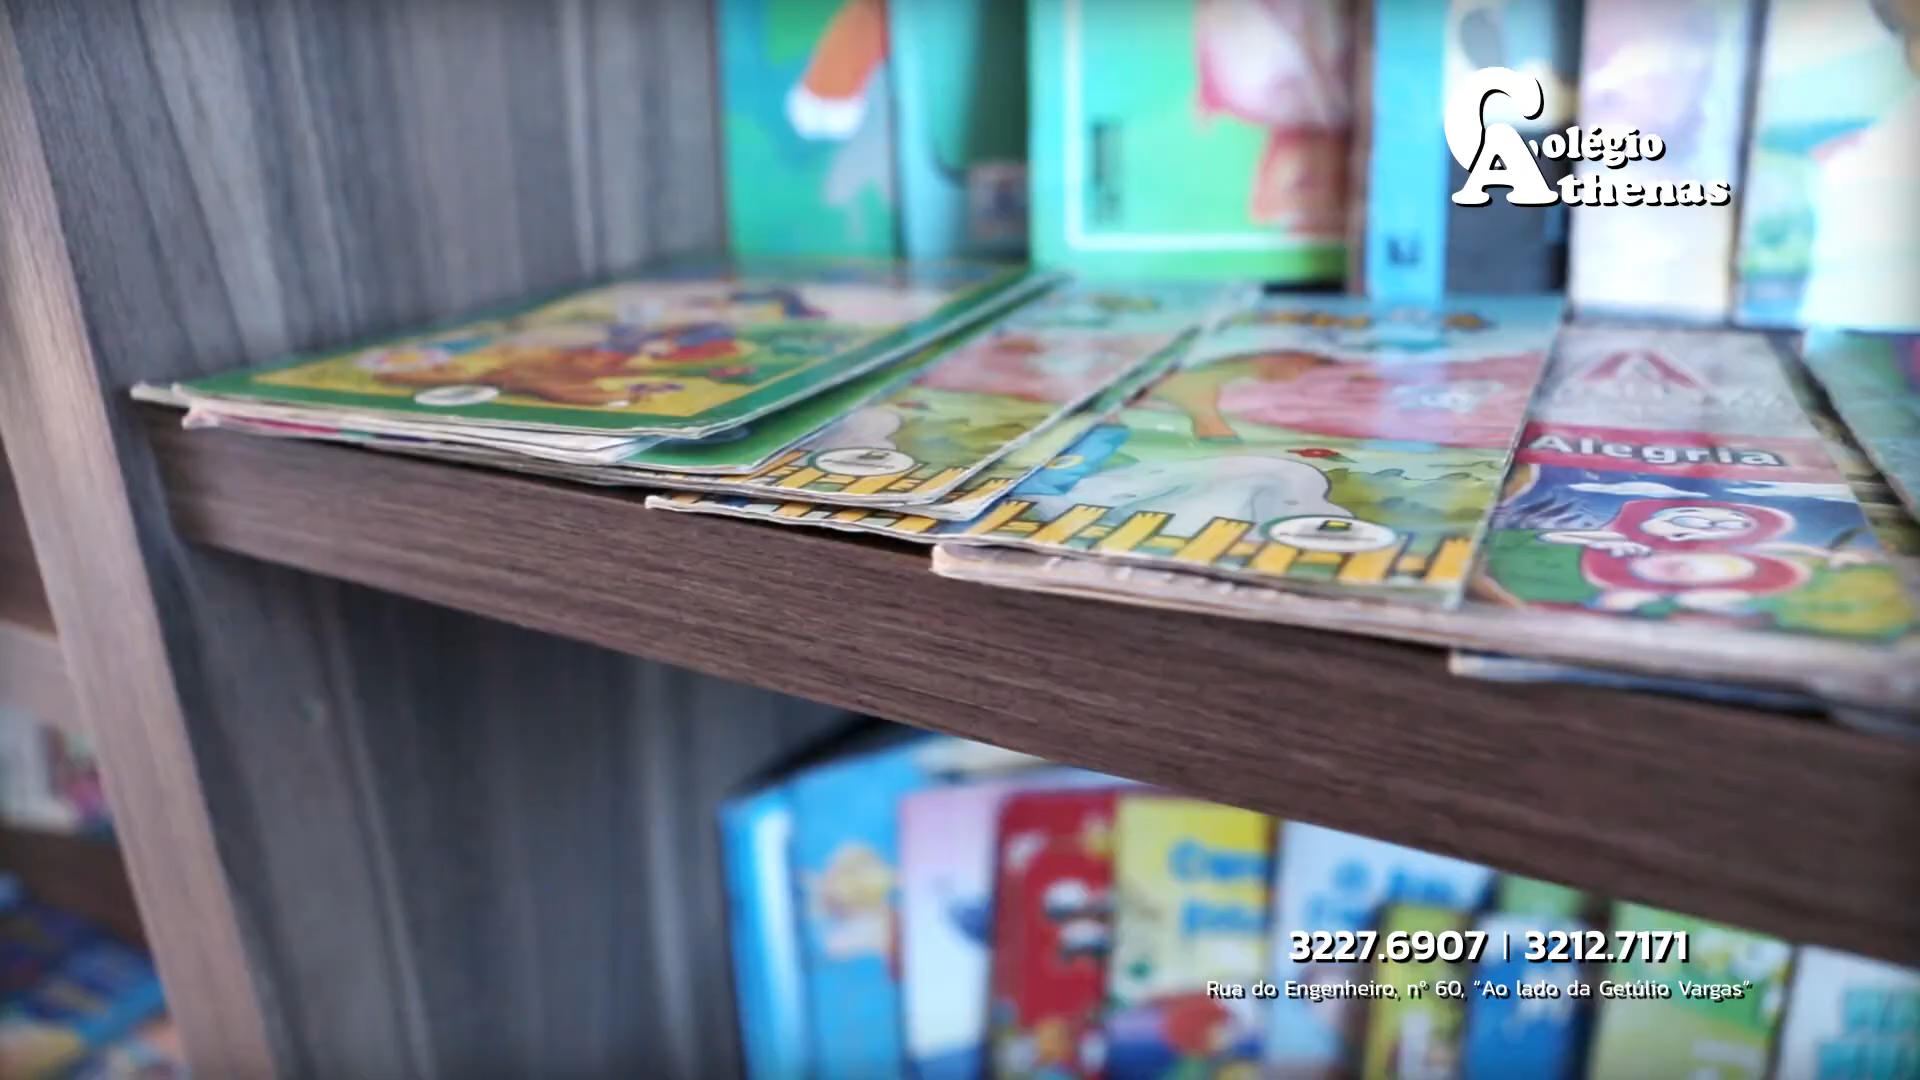 Colégio
Athenas
Alegria
3227.6907 | 3212.7171
Rua do Engenheiro, nº 60, “Ao lado da Getúlio Vargas”